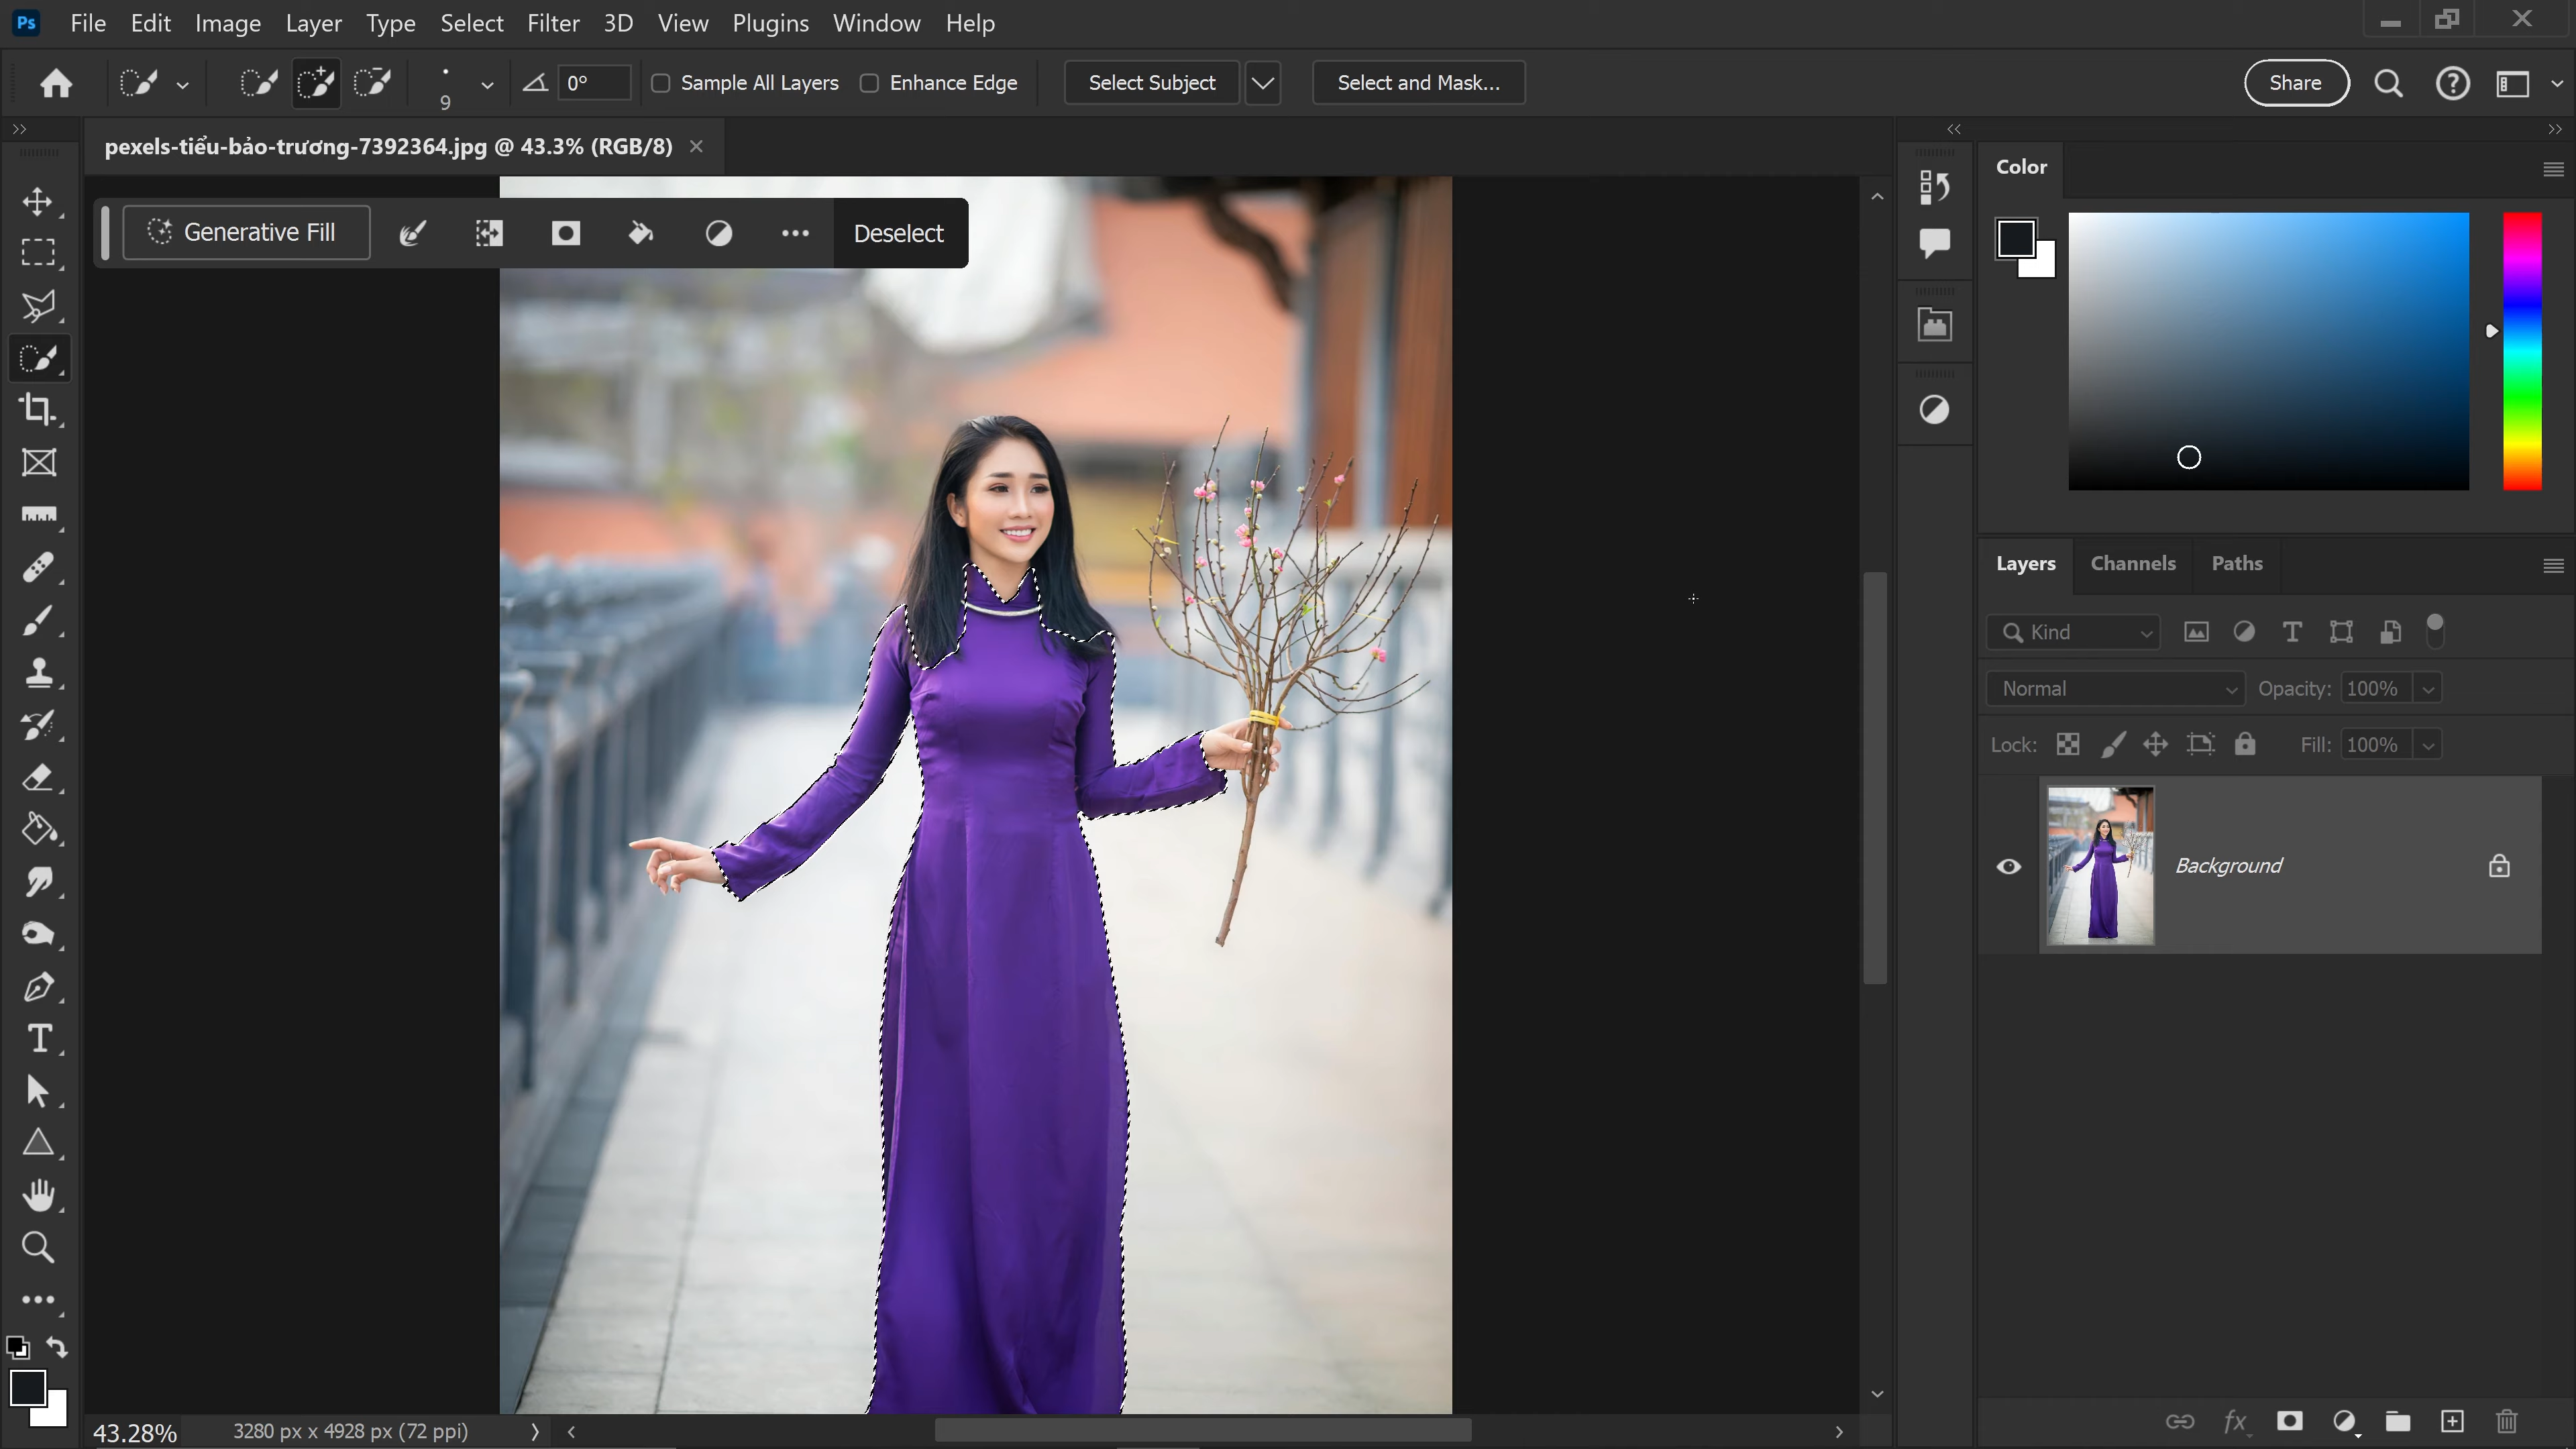 Ps File Edit Image Layer Type Select Filter 3D View Plugins Window Help
9 0° Sample All Layers Enhance Edge Select Subject Select and Mask... Share
pexels-tiểu-bảo-trương-7392364.jpg @ 43.3% (RGB/8)
Generative Fill Deselect
Color
Layers Channels Paths
Kind
Normal Opacity: 100%
Lock: Fill: 100%
Background
43.28% 3280 px x 4928 px (72 ppi)
fx